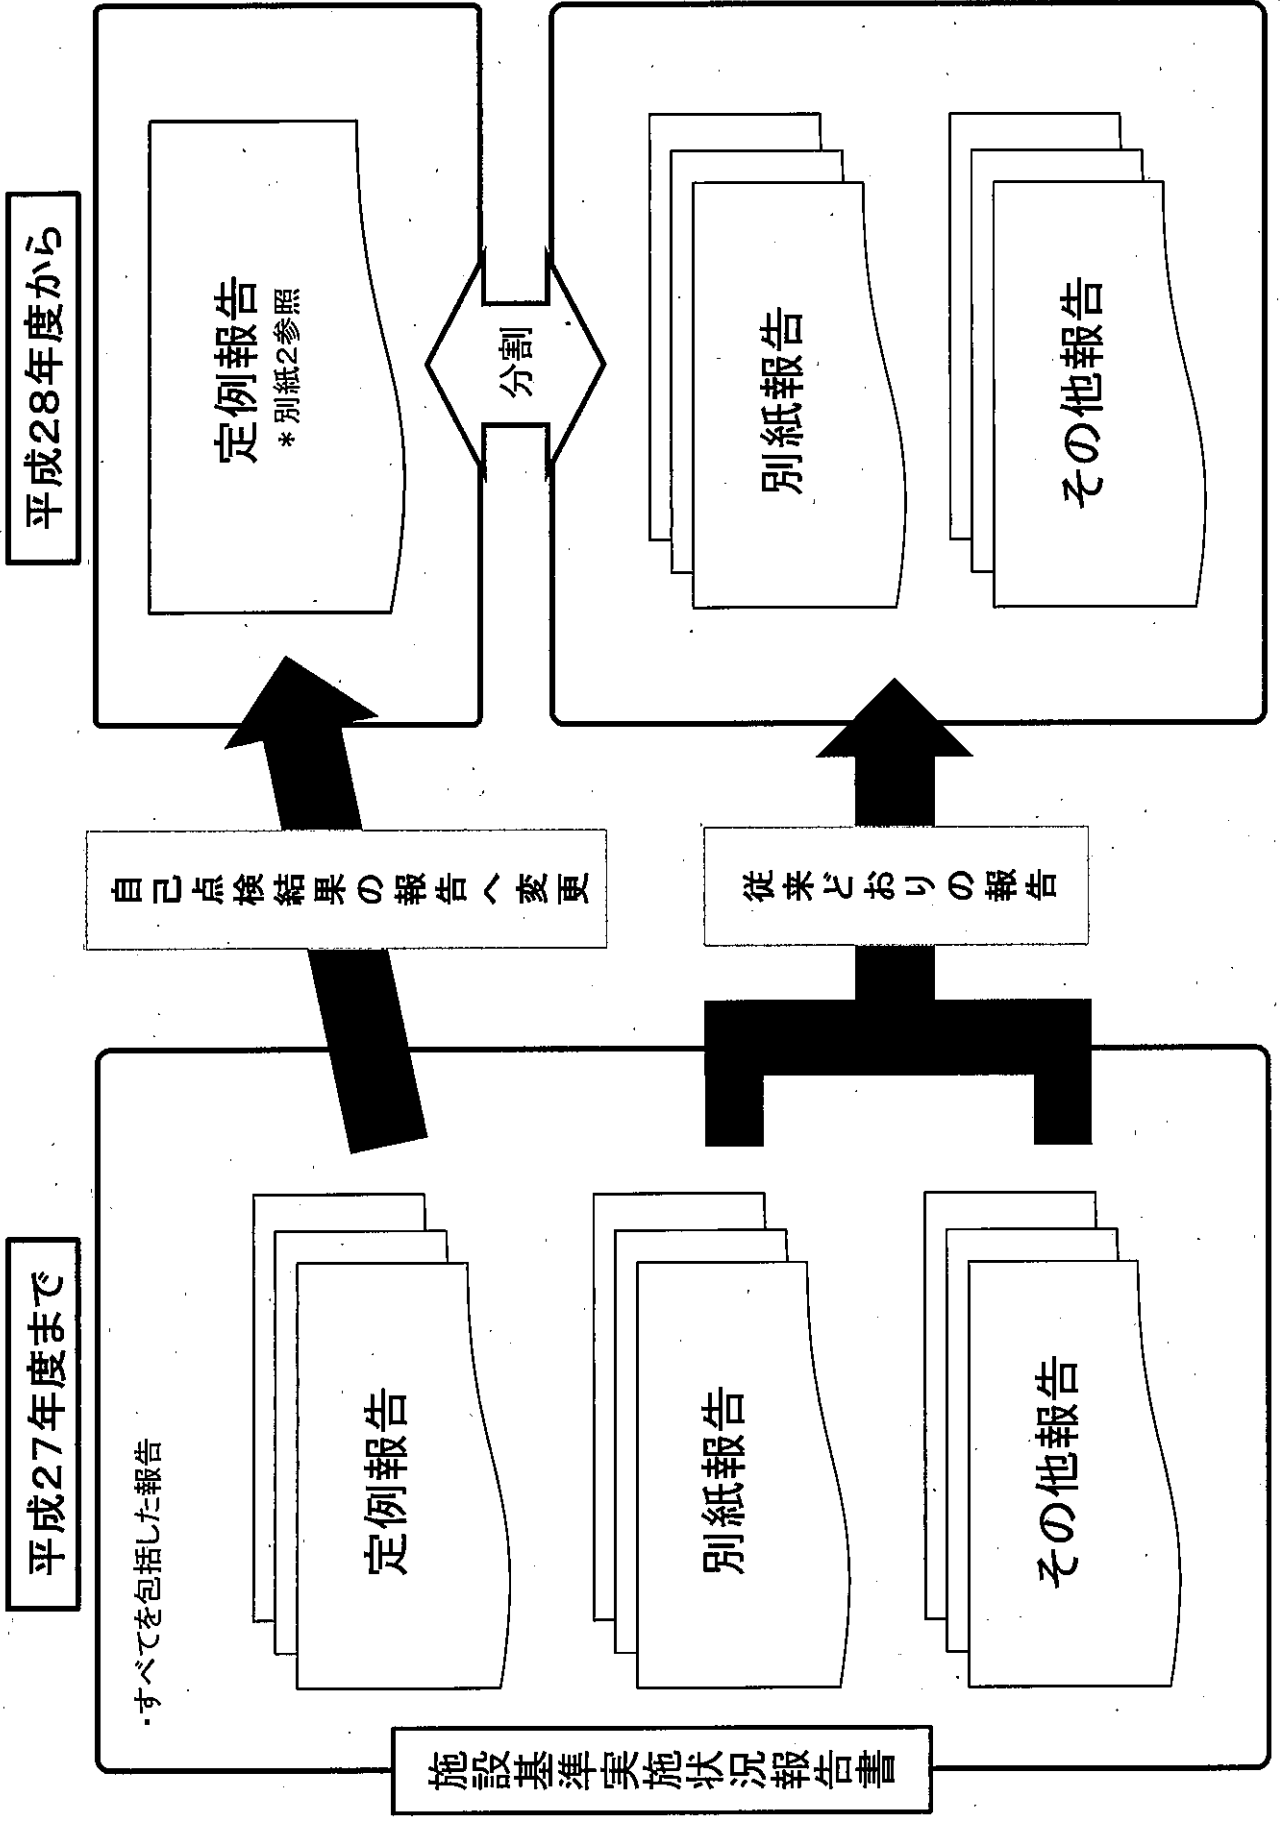 平成27年度まで
平成28年度から
施設基準実施状況報告書
・すべてを包括した報告
定例報告
別紙報告
その他報告
自己点検結果の報告へ変更
従来どおりの報告
定例報告
*別紙2参照
分割
別紙報告
その他報告